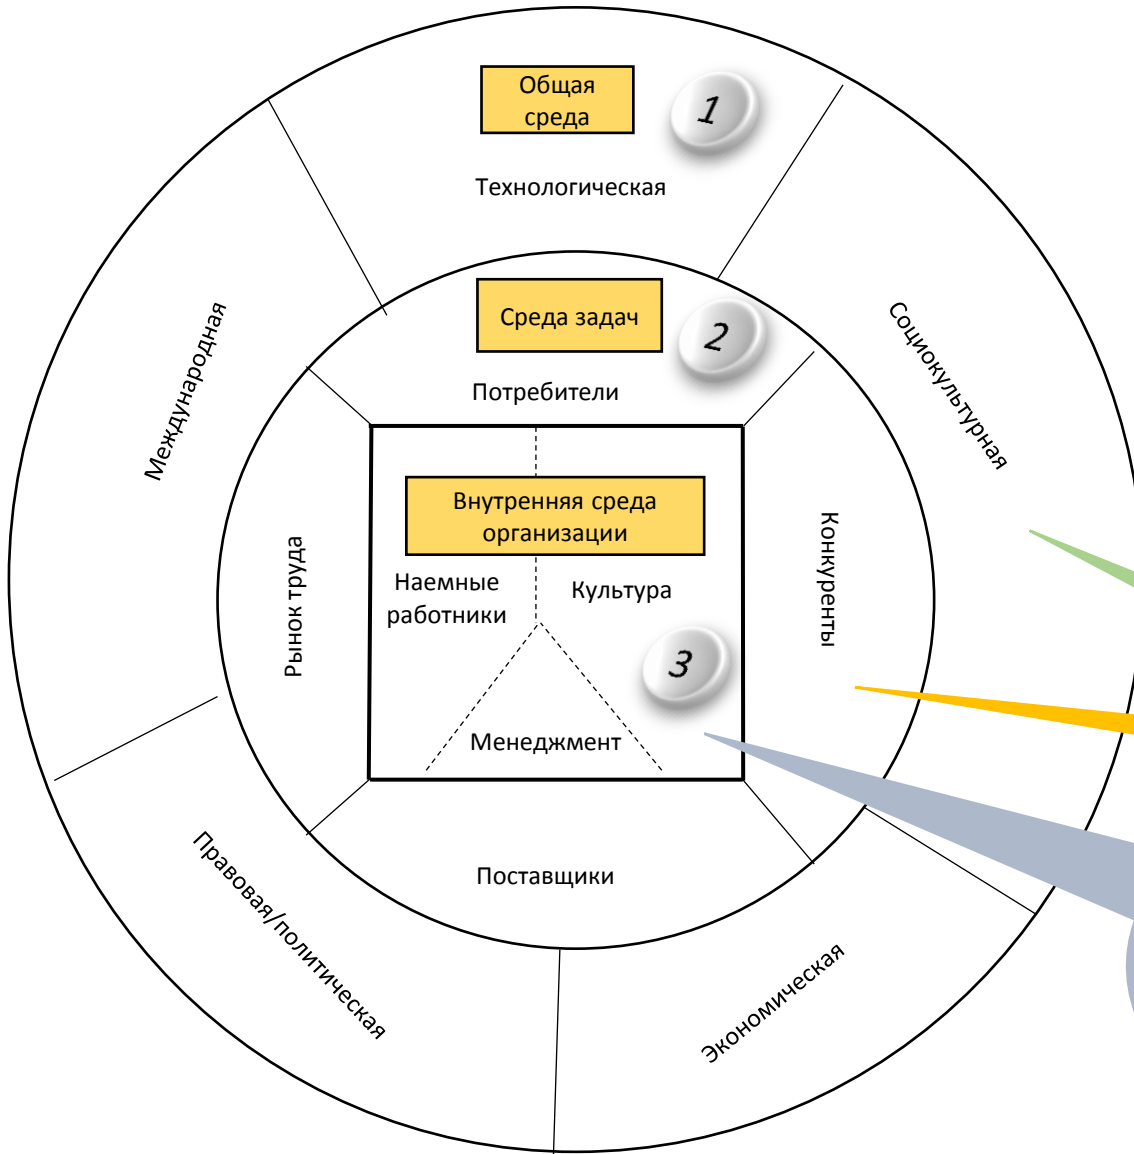 Общая
среда
1
Технологическая
Среда задач
2
Потребители
Международная
Социокультурная
Внутренняя среда
организации
Наемные
работники
Культура
Рынок труда
Конкуренты
3
Менеджмент
Поставщики
Правовая/политическая
Экономическая